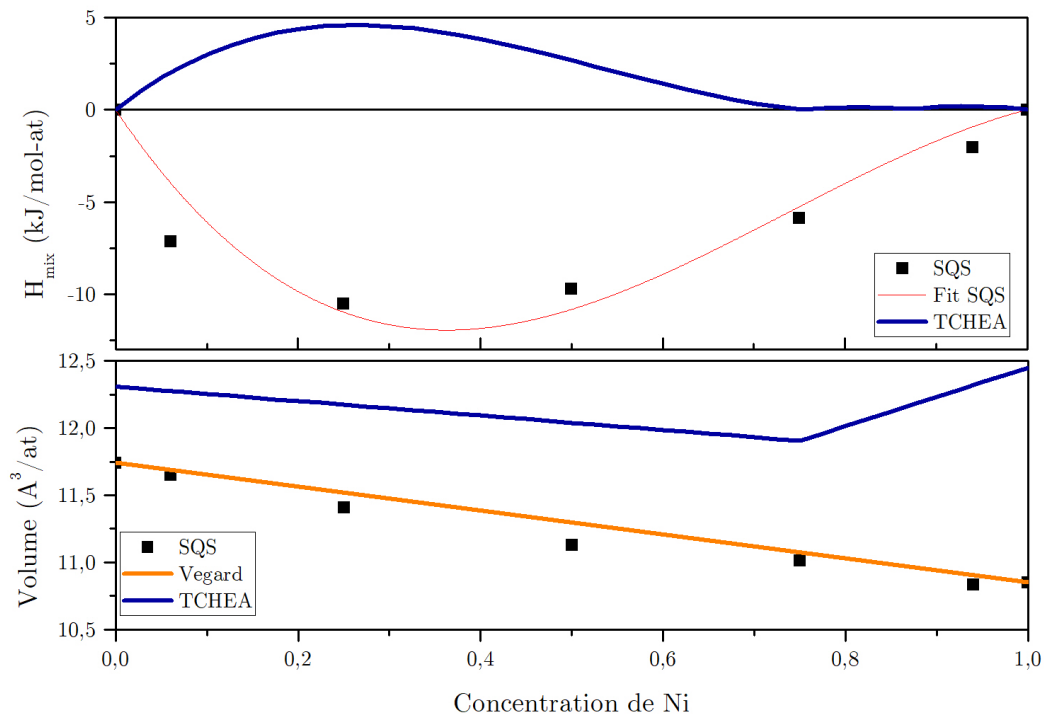 5
0
-5
-10
H_mix (kJ/mol-at)
SQS
Fit SQS
TCHEA
12,5
12,0
11,5
11,0
10,5
Volume (A³/at)
SQS
Vegard
TCHEA
0,0 0,2 0,4 0,6 0,8 1,0
Concentration de Ni